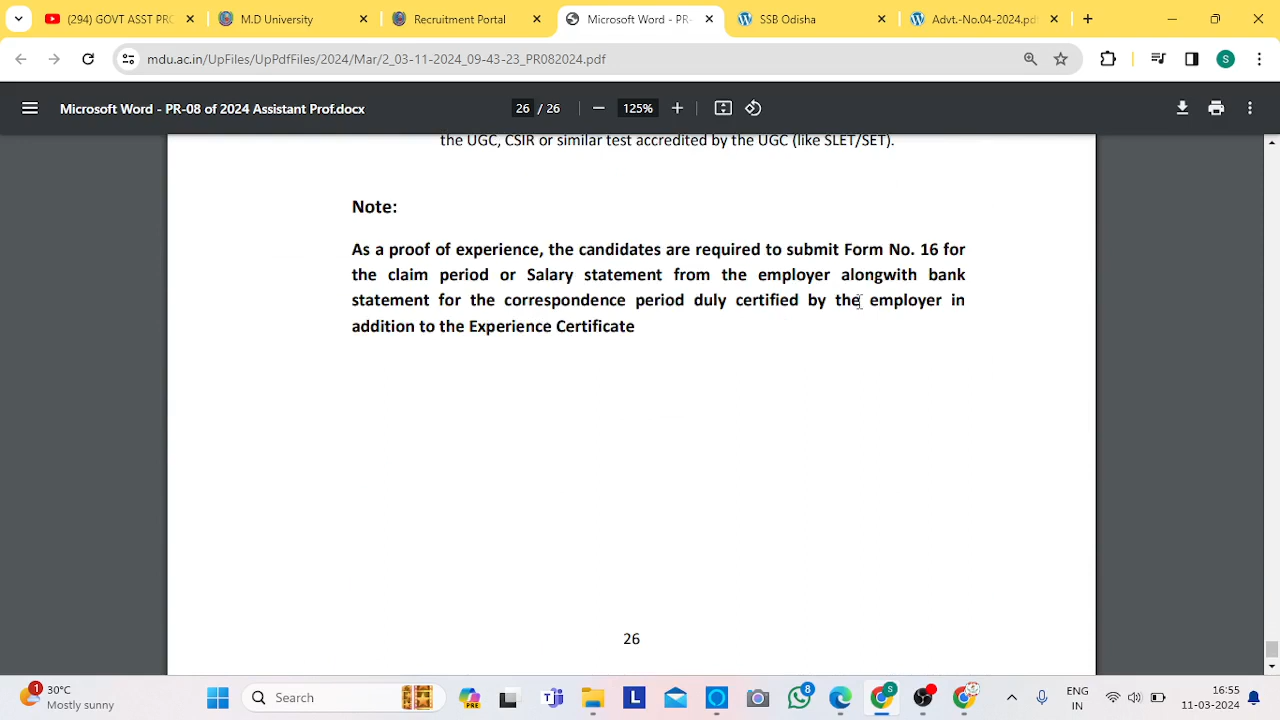 (294) GOVT ASST PRO
M.D University
Recruitment Portal
Microsoft Word - PR-
SSB Odisha
Advt.-No.04-2024.pd
mdu.ac.in/UpFiles/UpPdfFiles/2024/Mar/2_03-11-2024_09-43-23_PR082024.pdf
S
Microsoft Word - PR-08 of 2024 Assistant Prof.docx
26 / 26
125%
the UGC, CSIR or similar test accredited by the UGC (like SLET/SET).
Note:
As a proof of experience, the candidates are required to submit Form No. 16 for
the claim period or Salary statement from the employer alongwith bank
statement for the correspondence period duly certified by the employer in
addition to the Experience Certificate
26
1
30°C
Mostly sunny
Search
PRE
L
8
S
ENG
IN
16:55
11-03-2024